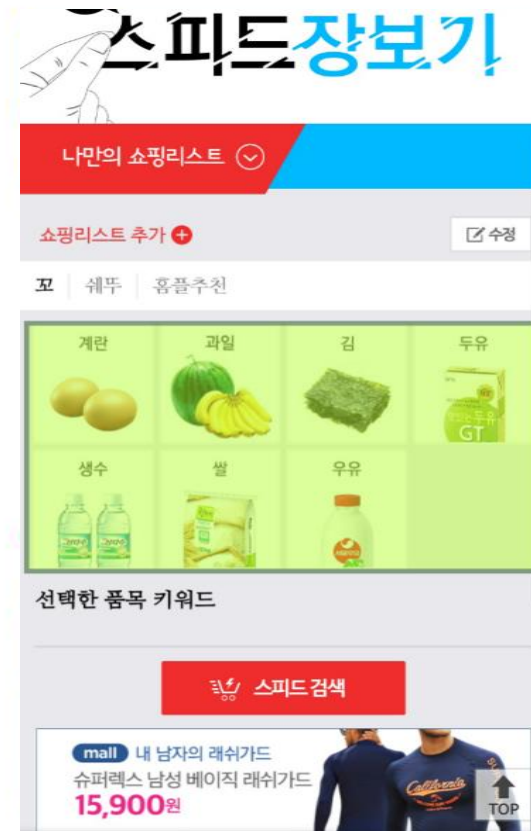 스피드장보기
나만의 쇼핑리스트
쇼핑리스트 추가
수정
꼬 쉐뚜 홈플추천
계란 과일 김 두유
두유
GT
생수 쌀 우유
선택한 품목 키워드
스피드 검색
mall 내 남자의 래쉬가드
슈퍼렉스 남성 베이직 래쉬가드
15,900원
California
TOP